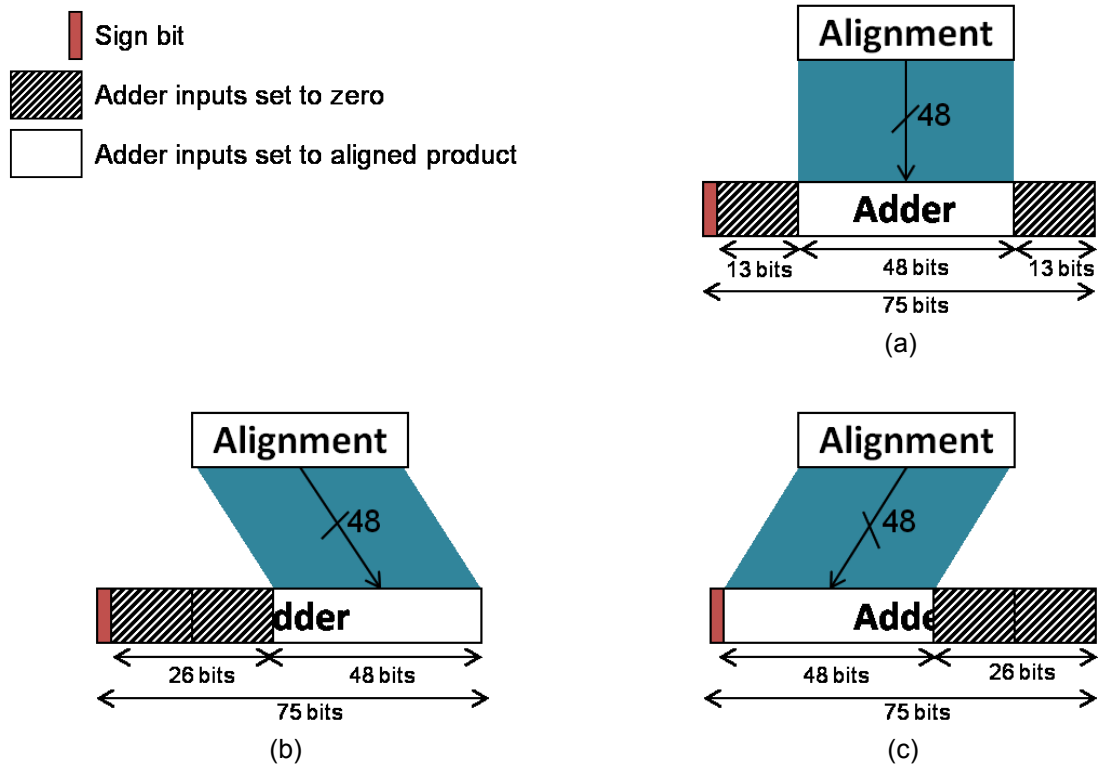 Sign bit
Adder inputs set to zero
Adder inputs set to aligned product
Alignment
48
Adder
13 bits 48 bits 13 bits
75 bits
(a)
Alignment
48
dder
26 bits 48 bits
75 bits
(b)
Alignment
48
Adde
48 bits 26 bits
75 bits
(c)